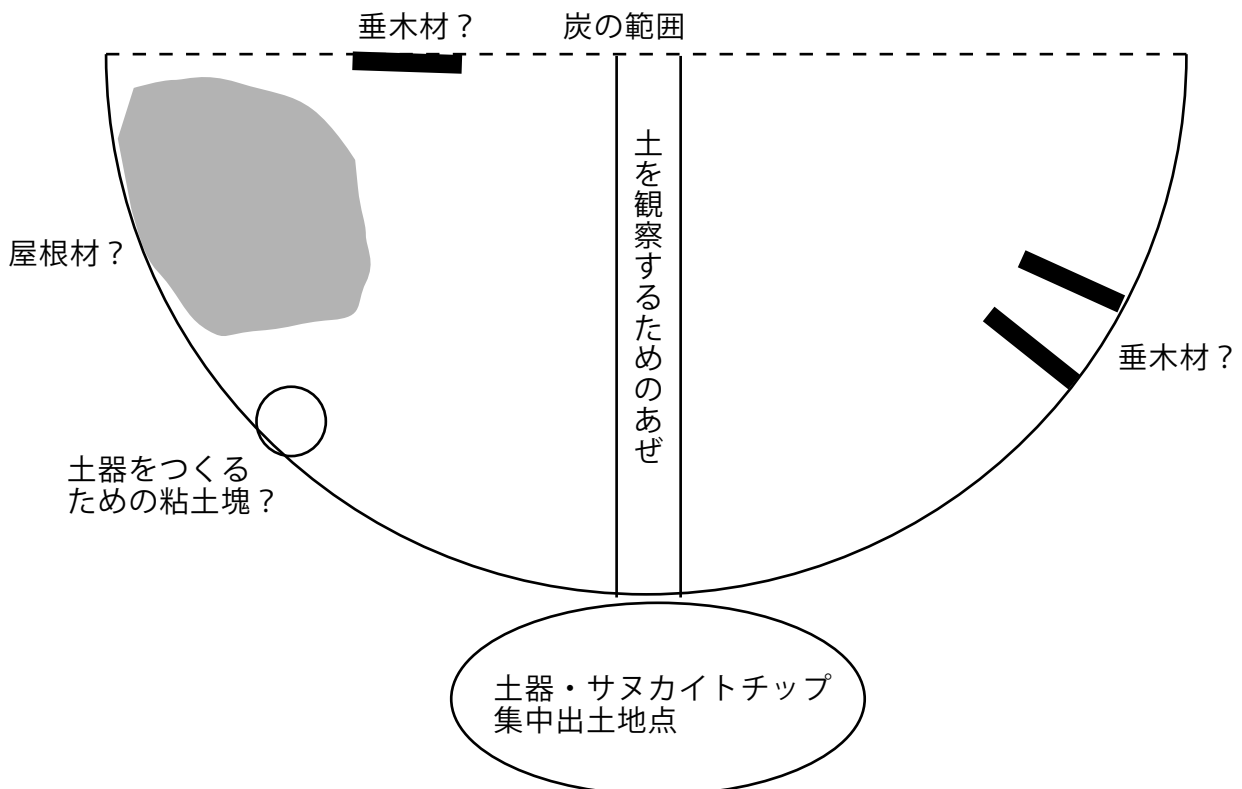 垂木材？
炭の範囲
土を観察するためのあぜ
屋根材？
垂木材？
土器をつくる
ための粘土塊？
土器・サヌカイトチップ
集中出土地点